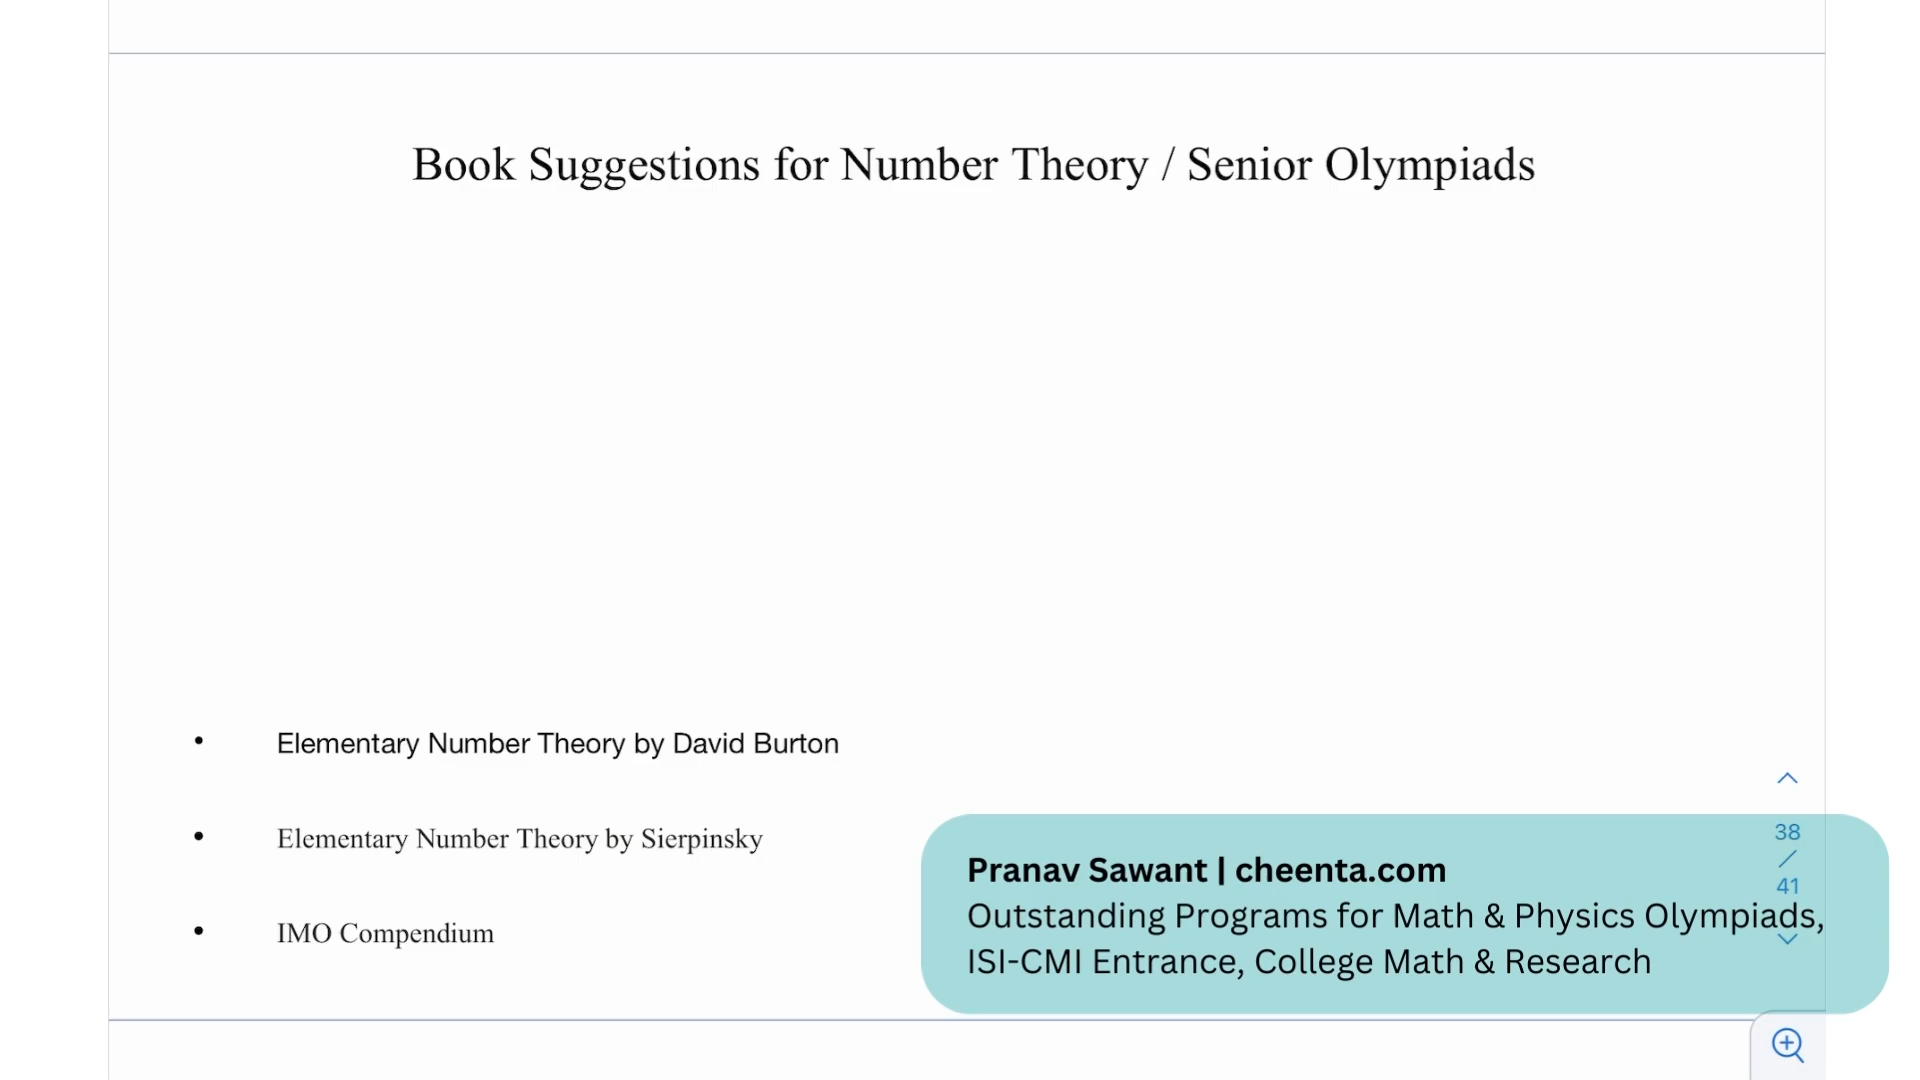 Book Suggestions for Number Theory / Senior Olympiads
• Elementary Number Theory by David Burton
• Elementary Number Theory by Sierpinsky
• IMO Compendium
Pranav Sawant | cheenta.com
Outstanding Programs for Math & Physics Olympiads,
ISI-CMI Entrance, College Math & Research
38
/
41